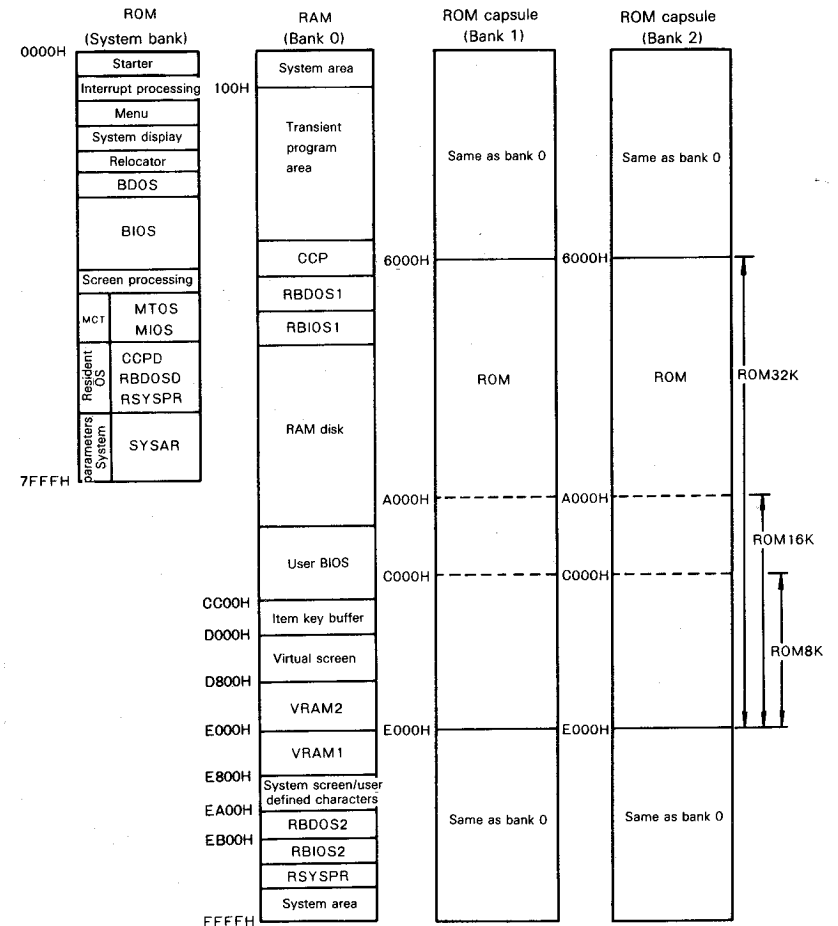 ROM
(System bank)
0000H
Starter
Interrupt processing
Menu
System display
Relocator
BDOS
BIOS
Screen processing
MCT
MTOS
MIOS
Resident
OS
CCPD
RBDOSD
RSYSPR
parameters
System
SYSAR
7FFFH
RAM
(Bank 0)
System area
100H
Transient
program
area
CCP
RBDOS1
RBIOS1
RAM disk
User BIOS
CC00H
Item key buffer
D000H
Virtual screen
D800H
VRAM2
E000H
VRAM1
E800H
System screen/user
defined characters
EA00H
RBDOS2
EB00H
RBIOS2
RSYSPR
System area
FFFFH
ROM capsule
(Bank 1)
Same as bank 0
6000H
ROM
A000H
C000H
E000H
Same as bank 0
ROM capsule
(Bank 2)
Same as bank 0
6000H
ROM
A000H
C000H
E000H
Same as bank 0
ROM32K
ROM16K
ROM8K